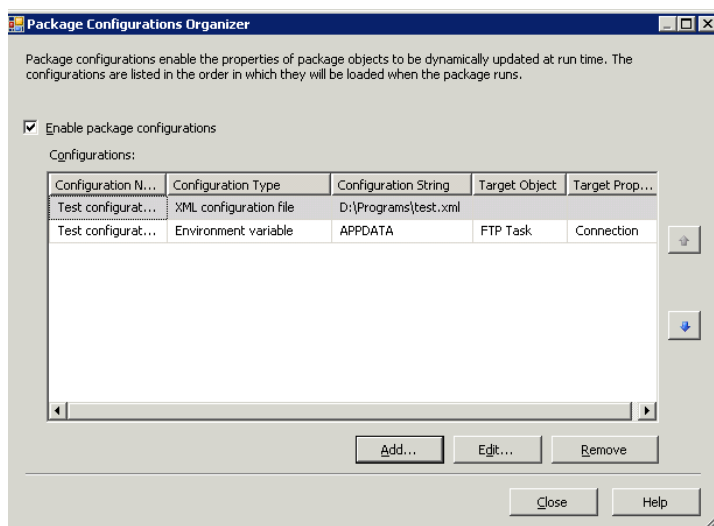 Package Configurations Organizer
Package configurations enable the properties of package objects to be dynamically updated at run time. The
configurations are listed in the order in which they will be loaded when the package runs.
Enable package configurations
Configurations:
Configuration N... Configuration Type Configuration String Target Object Target Prop...
Test configurat... XML configuration file D:\Programs\test.xml
Test configurat... Environment variable APPDATA FTP Task Connection
Add... Edit... Remove
Close Help